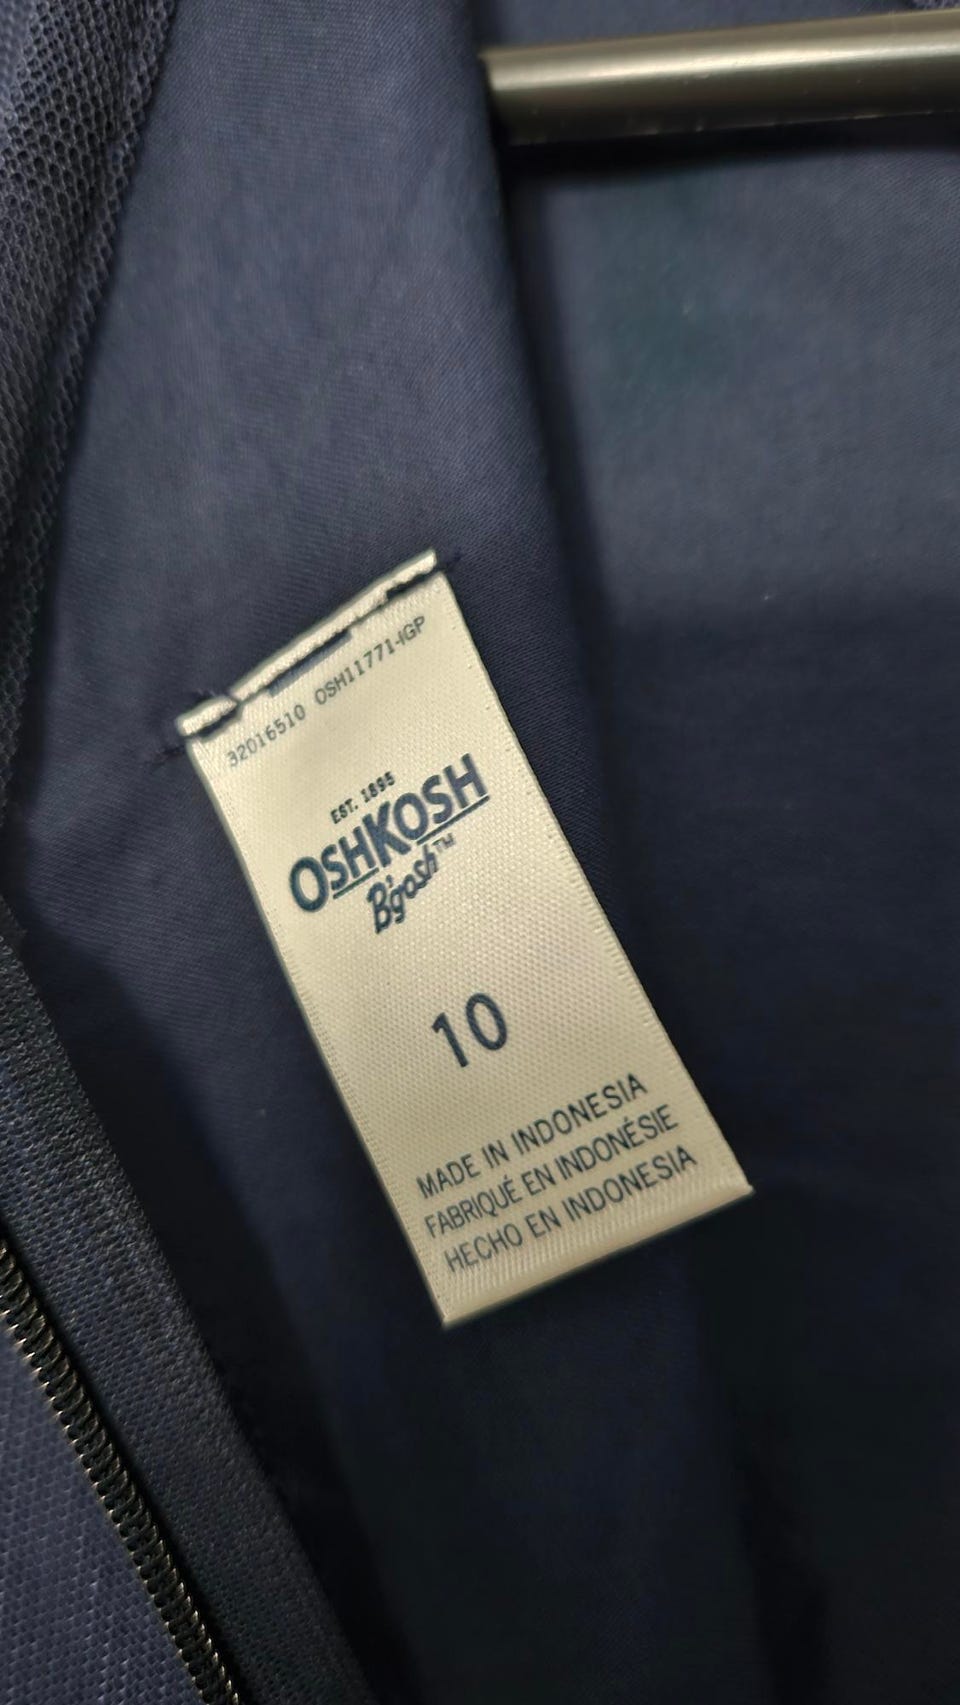 32016510 OSH11771-IGP
EST. 1895
OSHKOSH
B'gosh™
10
MADE IN INDONESIA
FABRIQUÉ EN INDONÉSIE
HECHO EN INDONESIA